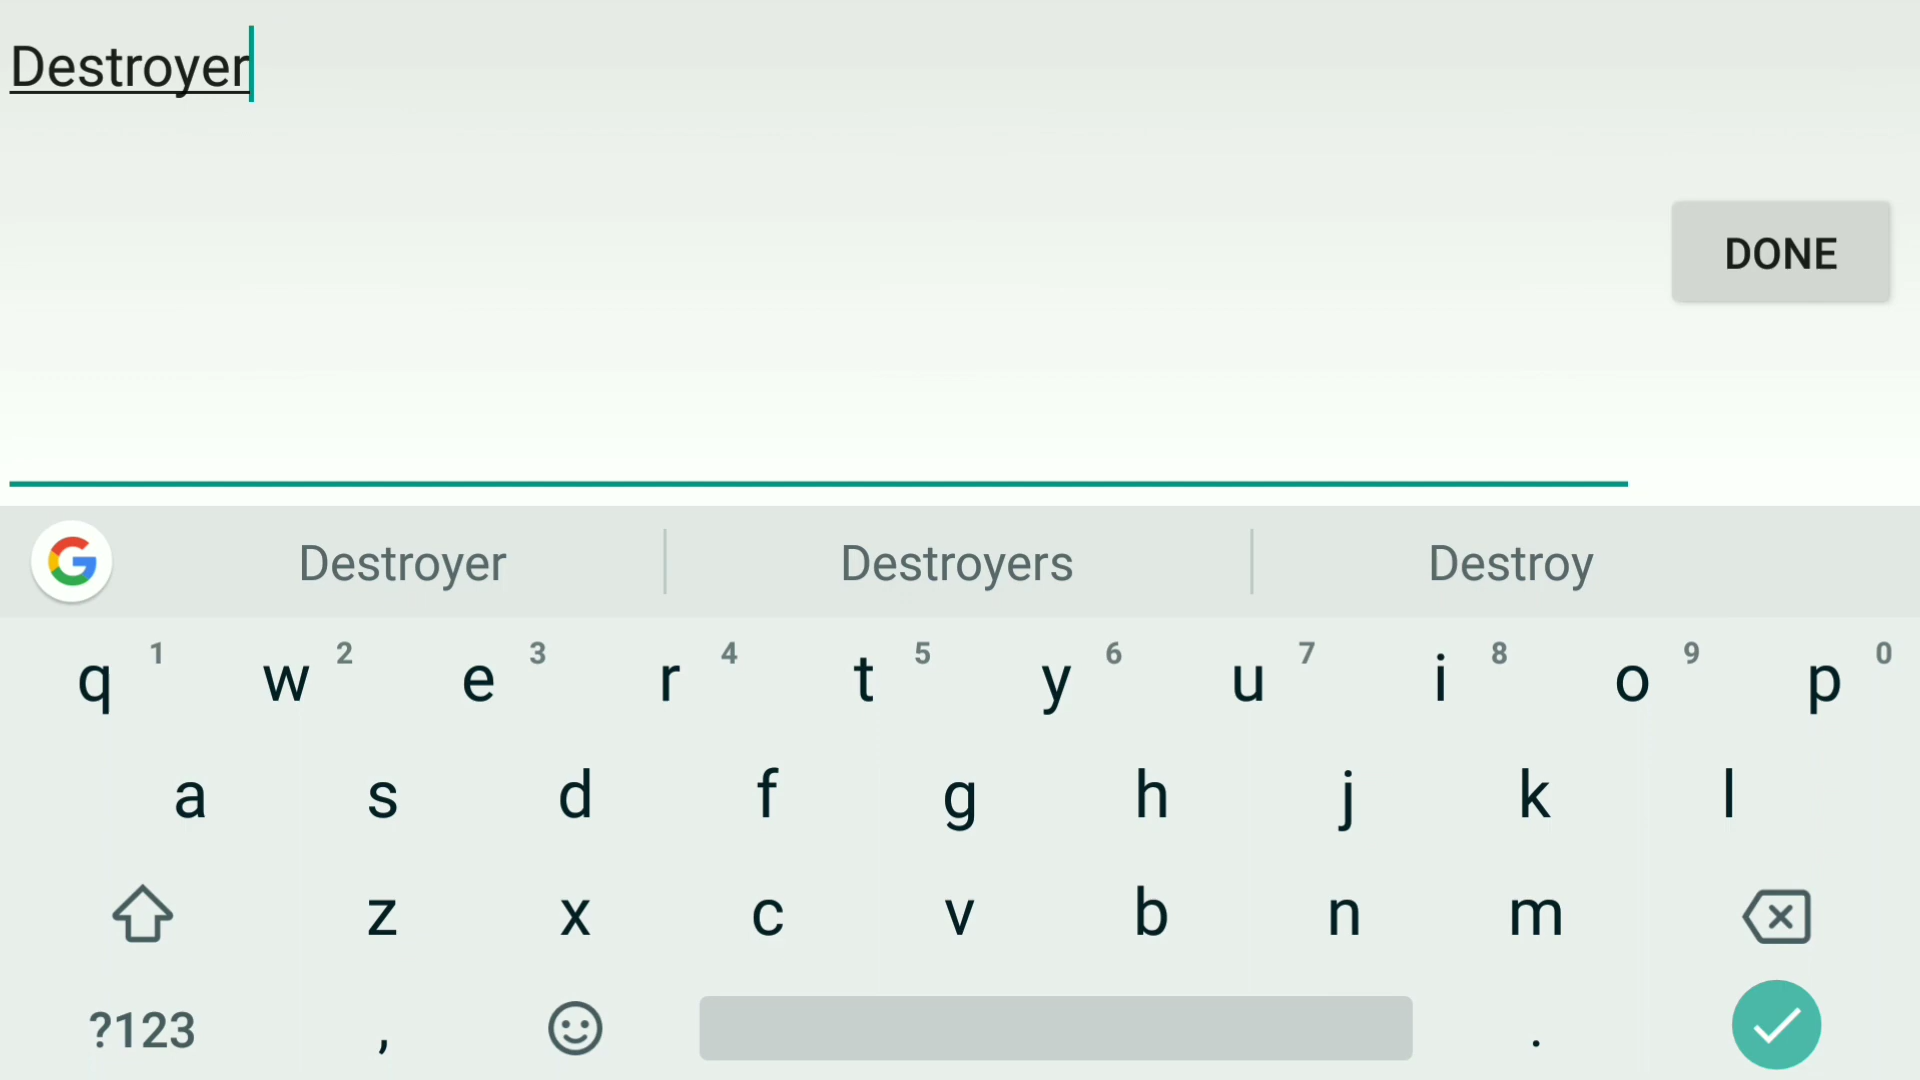 Destroyer
DONE
Destroyer Destroyers Destroy
q 1 w 2 e 3 r 4 t 5 y 6 u 7 i 8 o 9 p 0
a s d f g h j k l
z x c v b n m
?123 , .